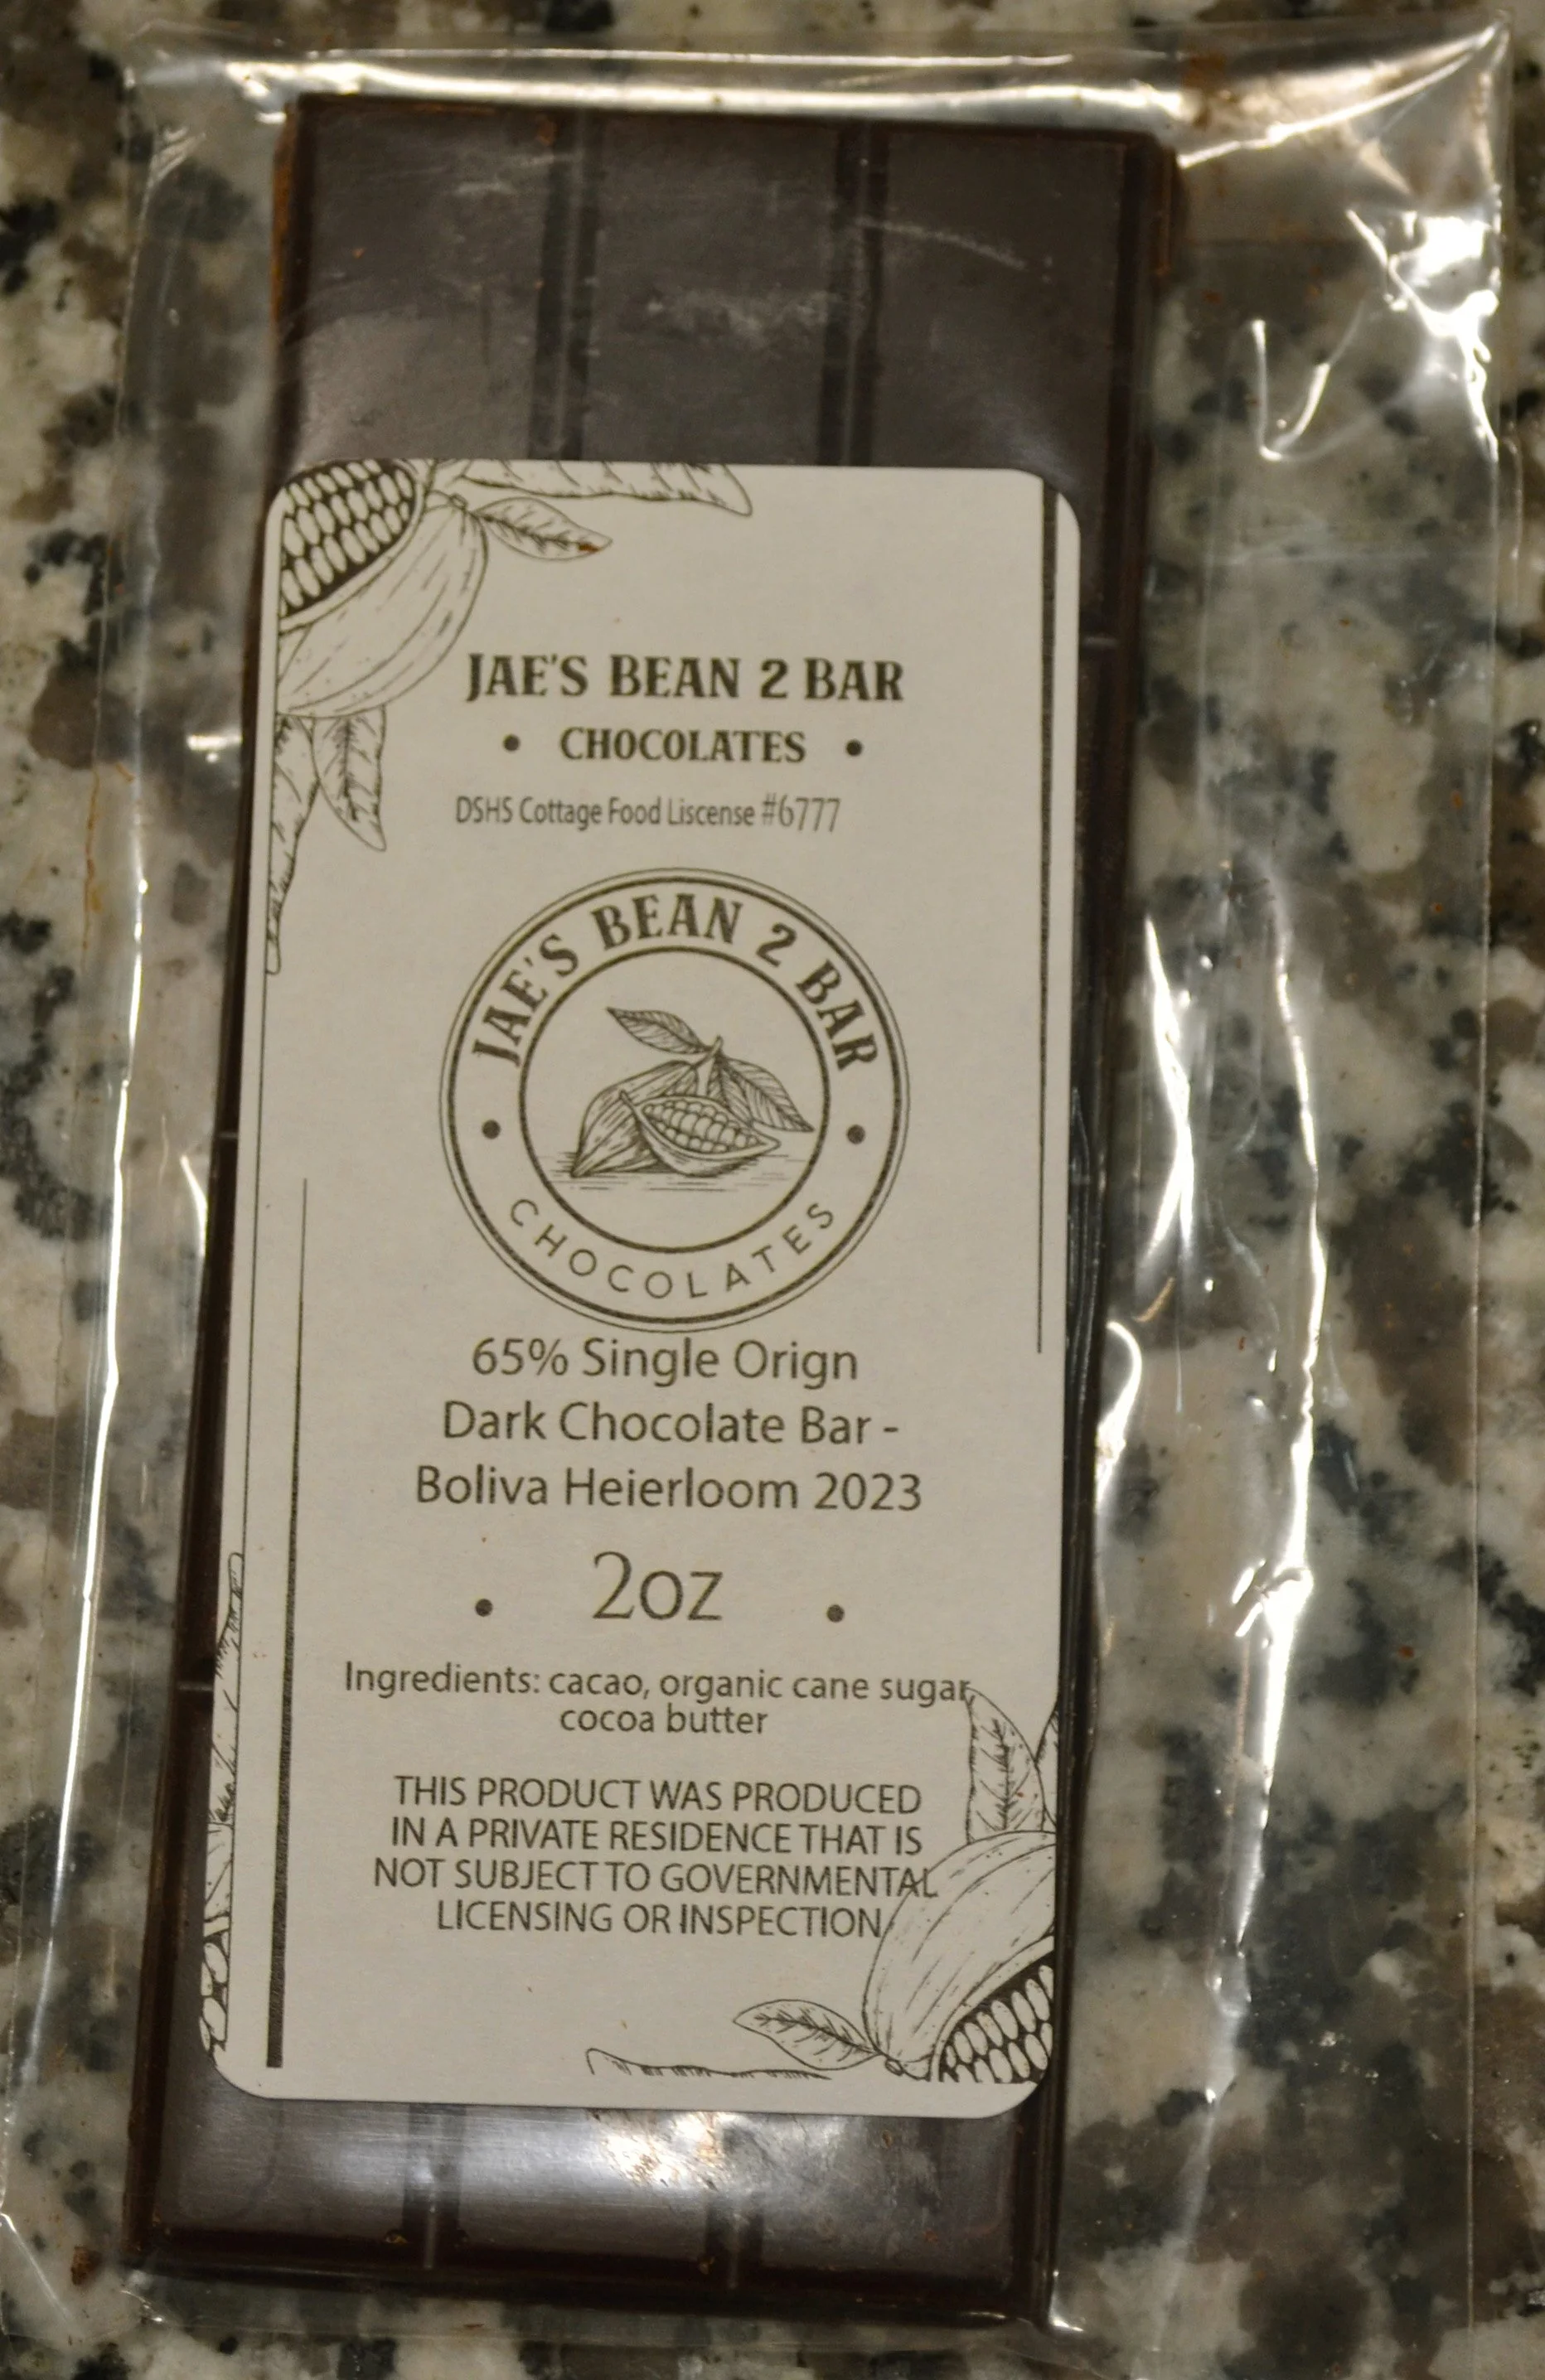 JAE'S BEAN 2 BAR
• CHOCOLATES •
DSHS Cottage Food Liscense #6777
JAE'S BEAN 2 BAR
• CHOCOLATES •
65% Single Orign
Dark Chocolate Bar -
Boliva Heierloom 2023
• 2oz •
Ingredients: cacao, organic cane sugar,
cocoa butter
THIS PRODUCT WAS PRODUCED
IN A PRIVATE RESIDENCE THAT IS
NOT SUBJECT TO GOVERNMENTAL
LICENSING OR INSPECTION